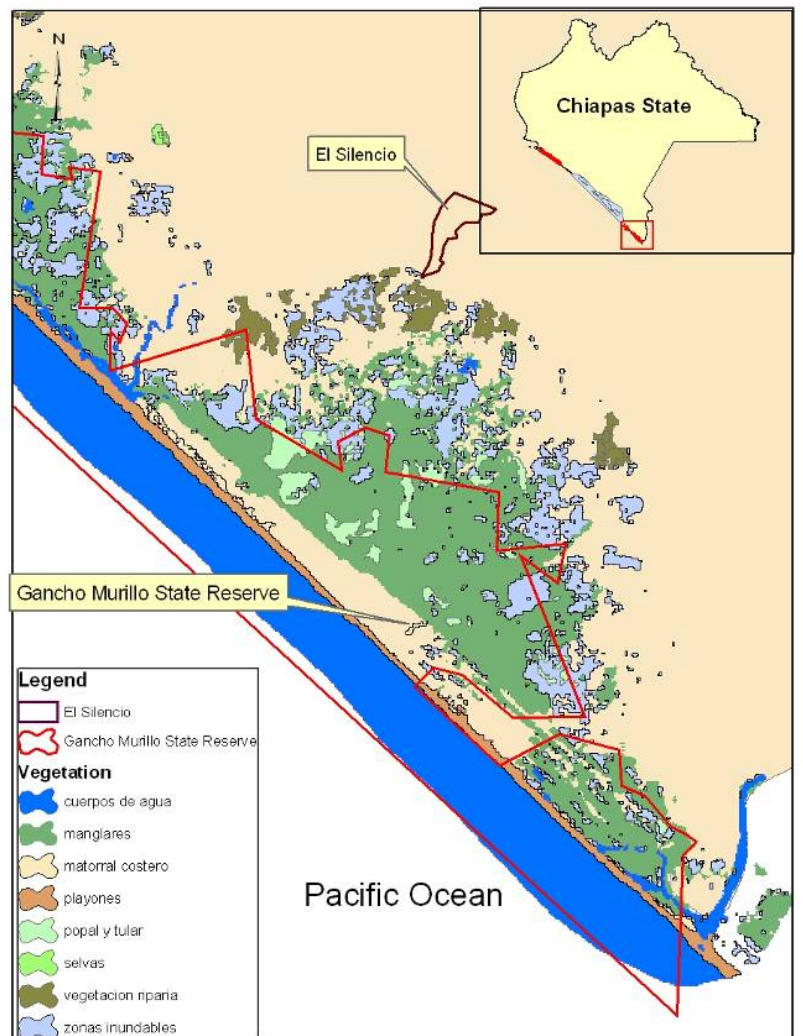 N
Chiapas State
El Silencio
Gancho Murillo State Reserve
Legend
El Silencio
Gancho Murillo State Reserve
Vegetation
cuerpos de agua
manglares
matorral costero
playones
popal y tular
selvas
vegetacion riparia
zonas inundables
Pacific Ocean